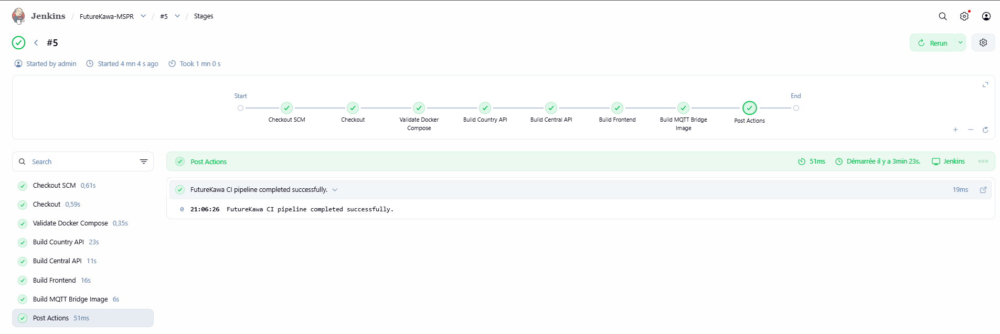 Jenkins / FutureKawa-MSPR / #5 / Stages
#5
Rerun
Started by admin Started 4 mn 4 s ago Took 1 mn 0 s
Start
End
Checkout SCM
Checkout
Validate Docker Compose
Build Country API
Build Central API
Build Frontend
Build MQTT Bridge Image
Post Actions
Search
Checkout SCM 0,61s
Checkout 0,59s
Validate Docker Compose 0,35s
Build Country API 23s
Build Central API 11s
Build Frontend 16s
Build MQTT Bridge Image 6s
Post Actions 51ms
Post Actions 51ms Démarrée il y a 3min 23s. Jenkins
FutureKawa CI pipeline completed successfully. 19ms
0 21:06:26 FutureKawa CI pipeline completed successfully.